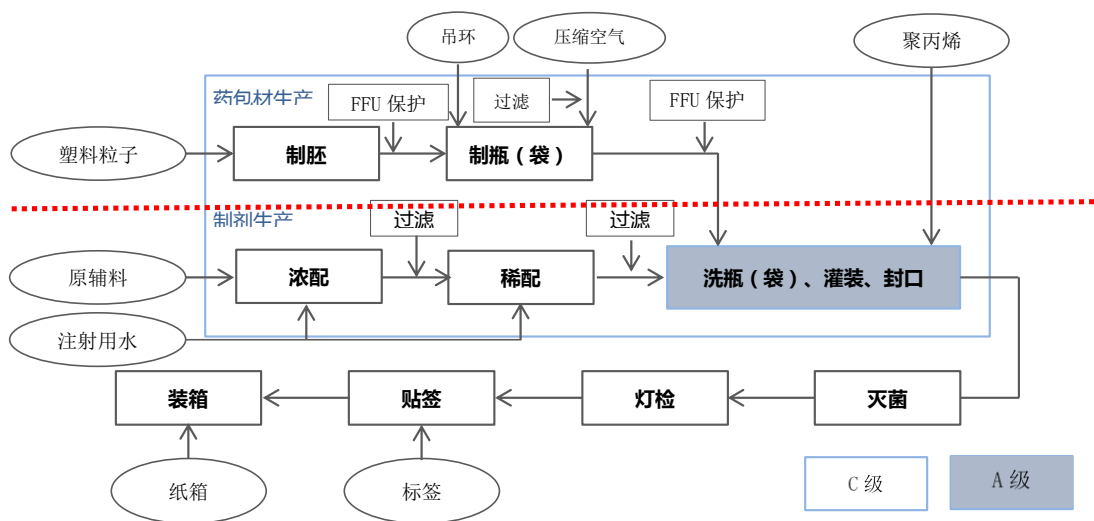 吊环
压缩空气
聚丙烯
药包材生产
FFU 保护
过滤
FFU 保护
塑料粒子
制胚
制瓶（袋）
制剂生产
过滤
过滤
原辅料
浓配
稀配
洗瓶（袋）、灌装、封口
注射用水
装箱
贴签
灯检
灭菌
纸箱
标签
C 级
A 级